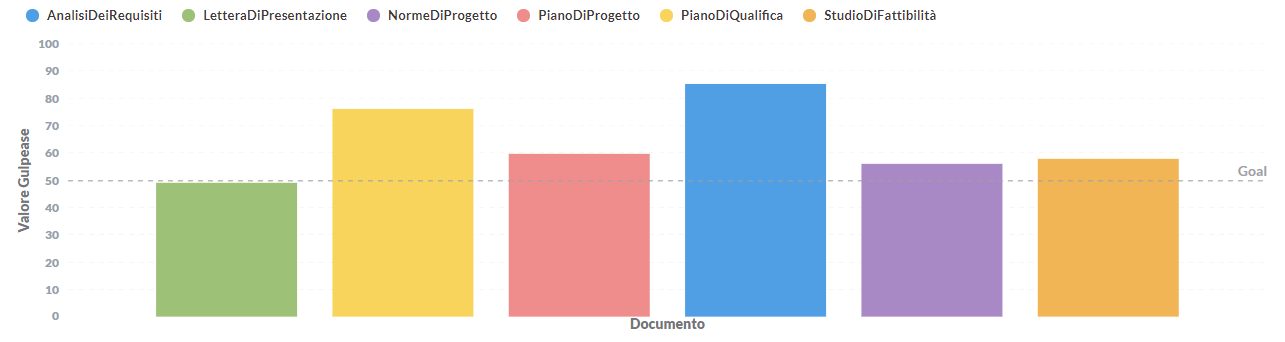 AnalisiDeiRequisiti LetteraDiPresentazione NormeDiProgetto PianoDiProgetto PianoDiQualifica StudioDiFattibilità
100
90
80
70
60
50
40
30
20
10
0
Valore Gulpease
Goal
Documento